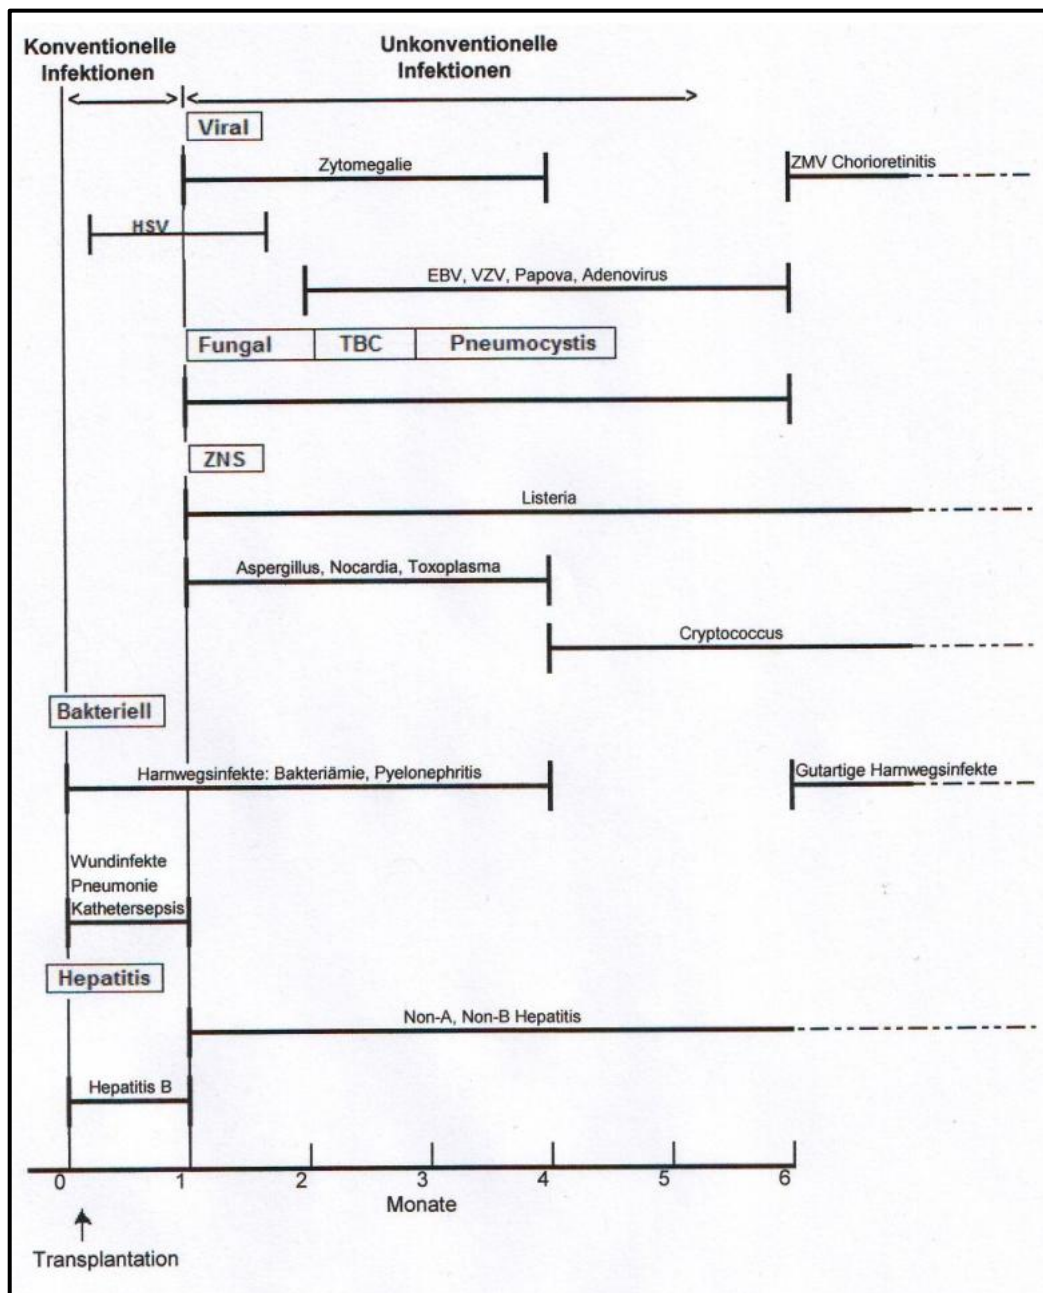 Konventionelle
Infektionen
Unkonventionelle
Infektionen
Viral
Zytomegalie
ZMV Chorioretinitis
HSV
EBV, VZV, Papova, Adenovirus
Fungal
TBC
Pneumocystis
ZNS
Listeria
Aspergillus, Nocardia, Toxoplasma
Cryptococcus
Bakteriell
Harnwegsinfekte: Bakteriämie, Pyelonephritis
Gutartige Harnwegsinfekte
Wundinfekte
Pneumonie
Kathetersepsis
Hepatitis
Non-A, Non-B Hepatitis
Hepatitis B
0 1 2 3 4 5 6
Monate
Transplantation